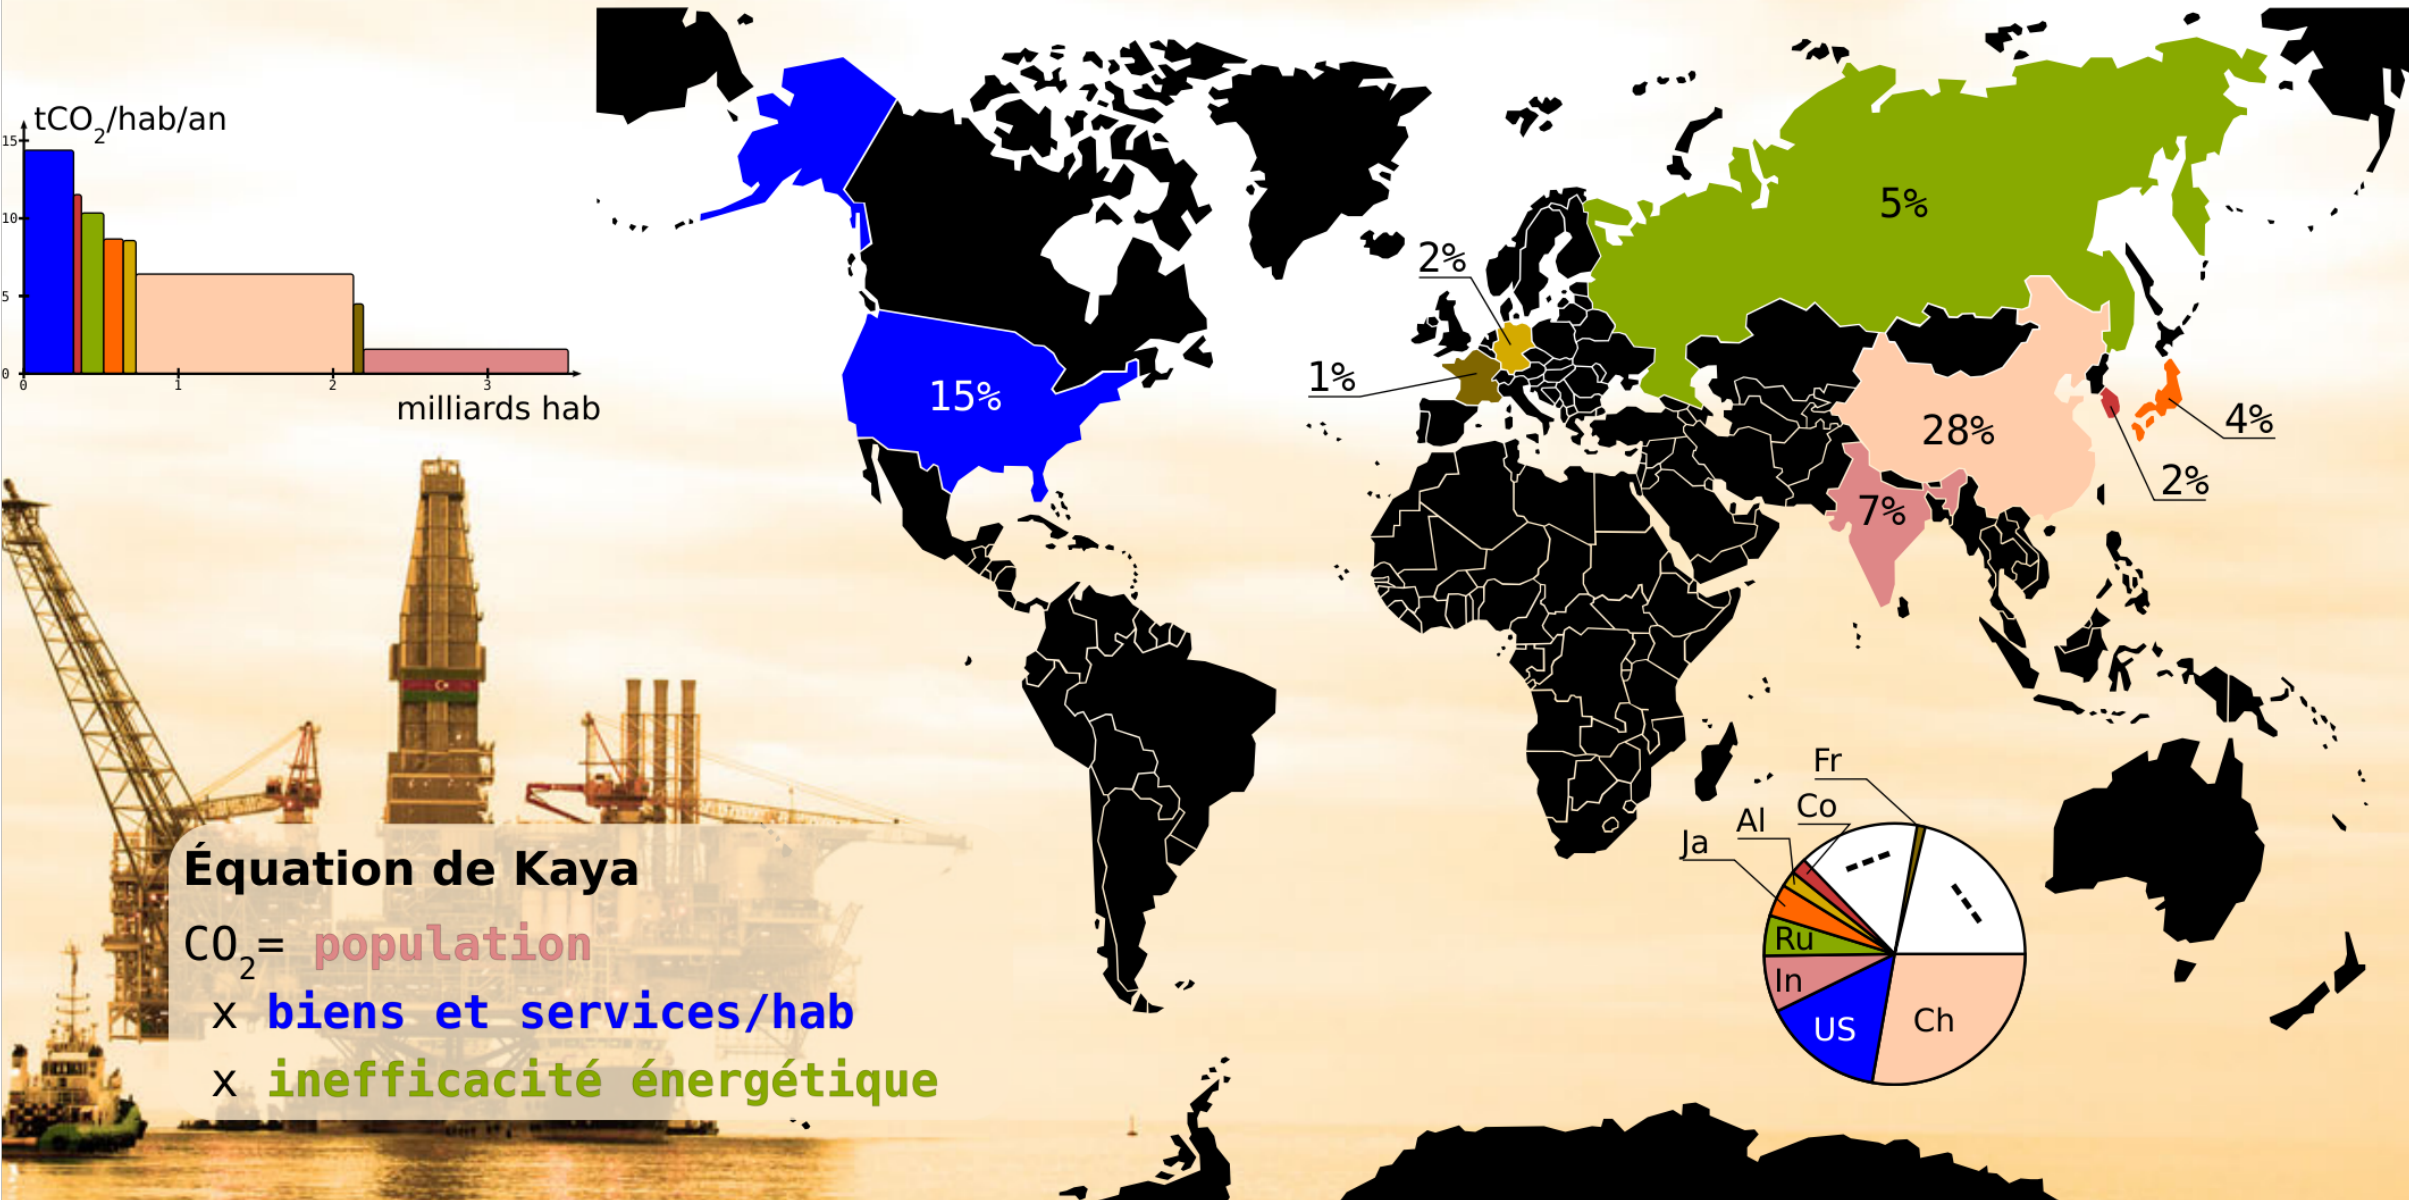 tCO2/hab/an
15
10
5
0
0 1 2 3
milliards hab
15%
2%
1%
5%
28%
7%
4%
2%
Fr
Co
Al
Ja
Ru
In
US
Ch
Équation de Kaya
CO2= population
x biens et services/hab
x inefficacité énergétique